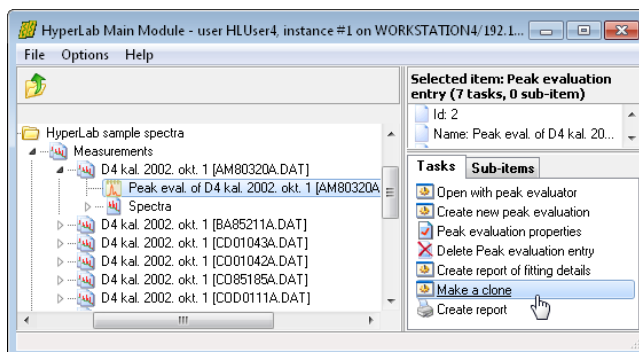 HyperLab Main Module - user HLUser4, instance #1 on WORKSTATION4/192.1...
File Options Help
HyperLab sample spectra
Measurements
D4 kal. 2002. okt. 1 [AM80320A.DAT]
Peak eval. of D4 kal. 2002. okt. 1 [AM80320A
Spectra
D4 kal. 2002. okt. 1 [BA85211A.DAT]
D4 kal. 2002. okt. 1 [CD01043A.DAT]
D4 kal. 2002. okt. 1 [CO01042A.DAT]
D4 kal. 2002. okt. 1 [CO85185A.DAT]
D4 kal. 2002. okt. 1 [COD0111A.DAT]
Selected item: Peak evaluation
entry (7 tasks, 0 sub-item)
Id: 2
Name: Peak eval. of D4 kal. 20...
Tasks Sub-items
Open with peak evaluator
Create new peak evaluation
Peak evaluation properties
Delete Peak evaluation entry
Create report of fitting details
Make a clone
Create report